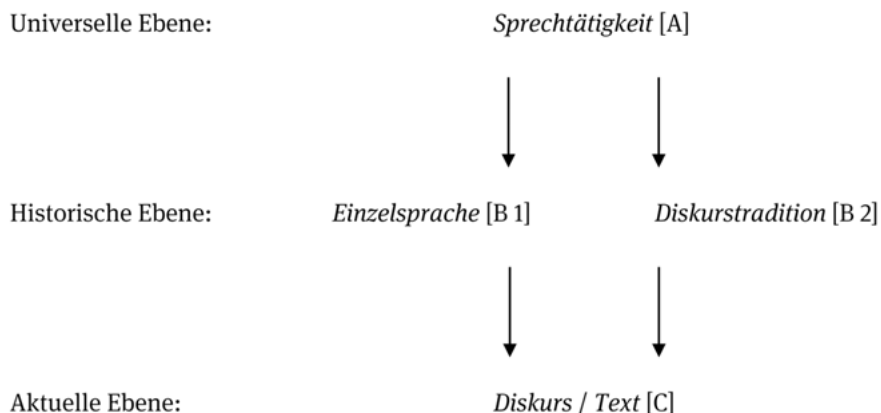 Universelle Ebene: Sprechtätigkeit [A]
Historische Ebene: Einzelsprache [B 1] Diskurstradition [B 2]
Aktuelle Ebene: Diskurs / Text [C]